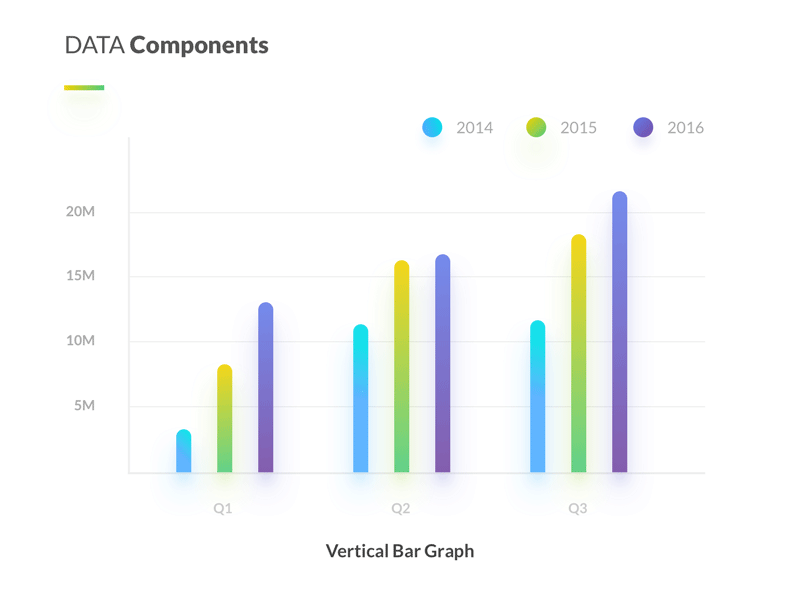 DATA Components
2014 2015 2016
20M
15M
10M
5M
Q1 Q2 Q3
Vertical Bar Graph